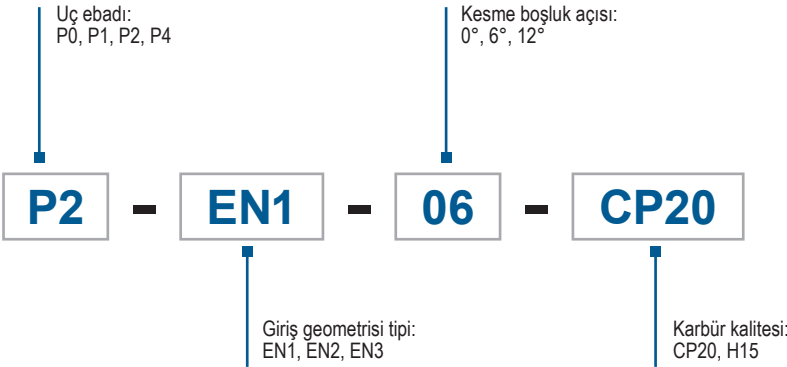 Uç ebadı:
P0, P1, P2, P4
Kesme boşluk açısı:
0°, 6°, 12°
P2 - EN1 - 06 - CP20
Giriş geometrisi tipi:
EN1, EN2, EN3
Karbür kalitesi:
CP20, H15